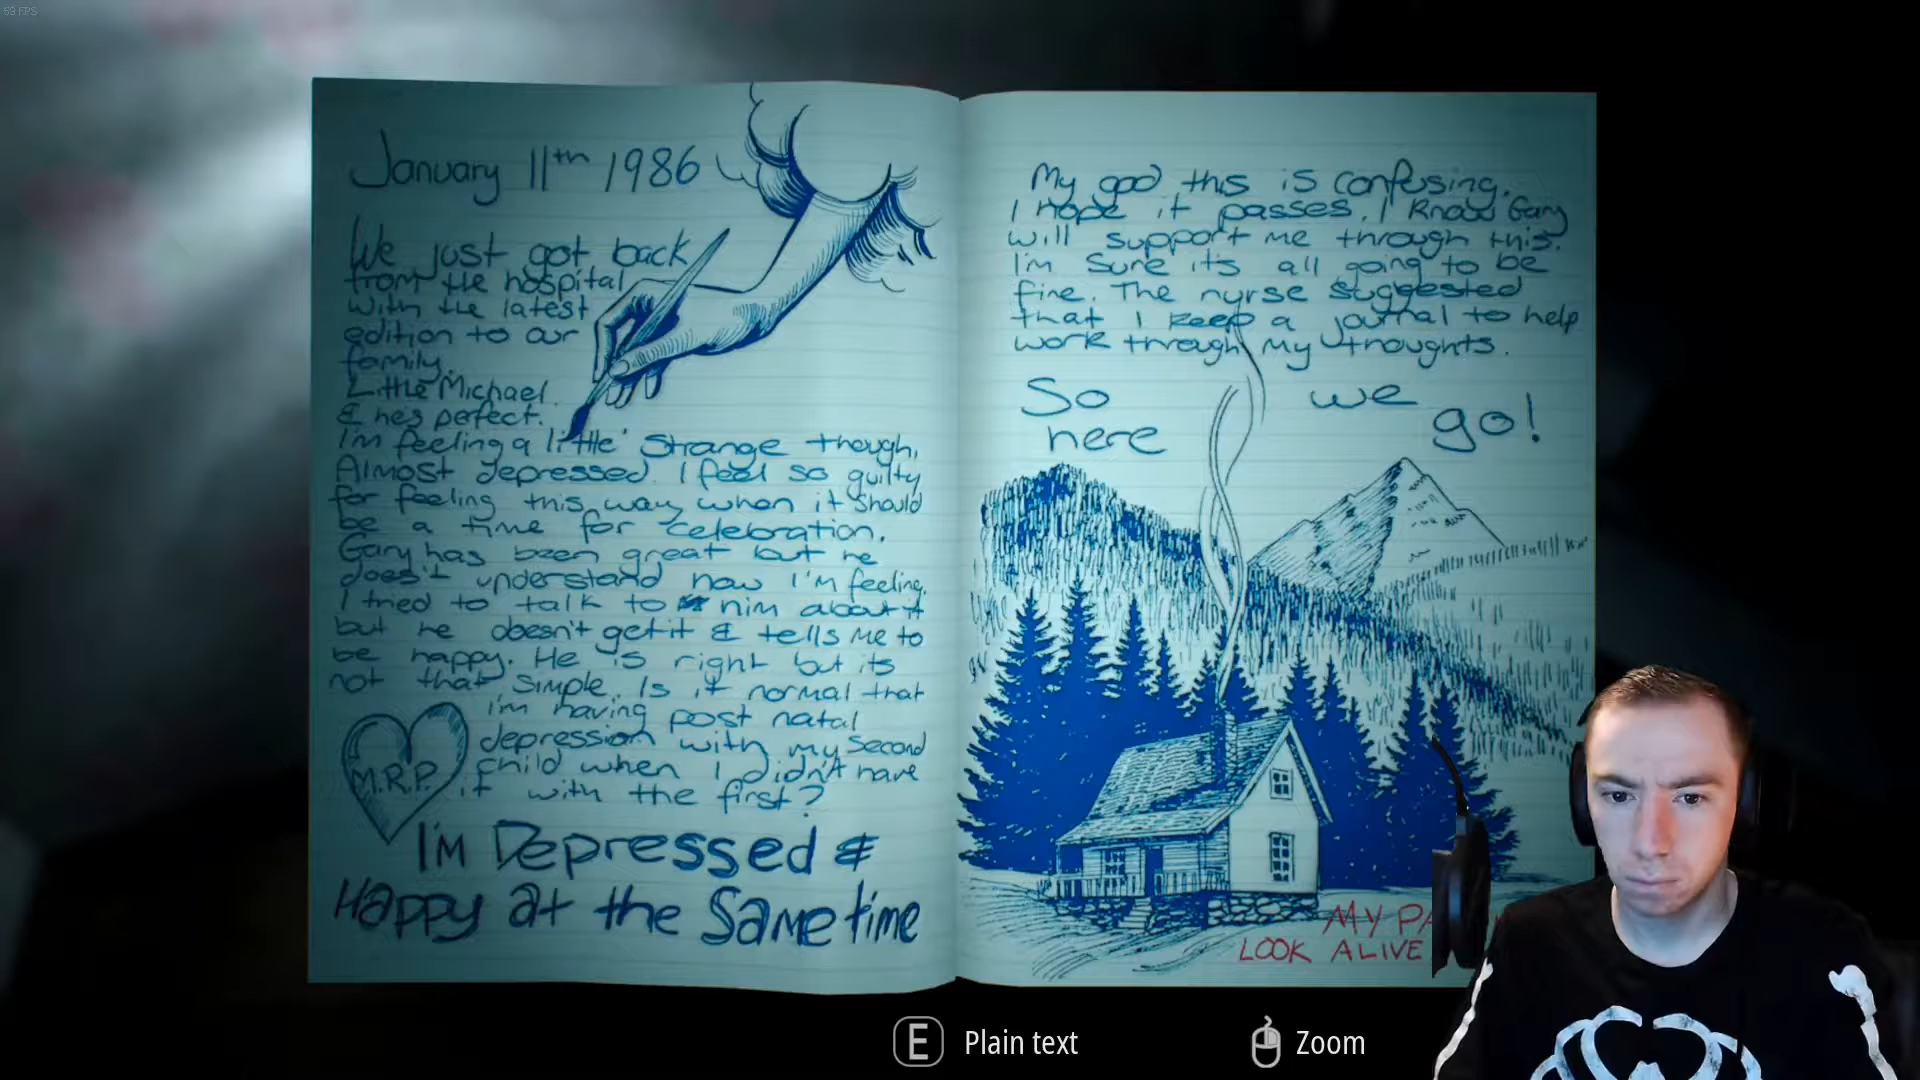 53 FPS
January 11th 1986
We just got back
from the hospital
with the latest
edition to our
family.
Little Michael
& he's perfect.
I'm feeling a little strange though,
Almost depressed. I feel so guilty
for feeling this way when it should
be a time for celebration.
Gary has been great but he
does't understand how I'm feeling.
I tried to talk to him about it
but he doesn't get it & tells me to
be happy. He is right but its
not that simple. Is it normal that
i'm having post natal
depression with my second
child when I didn't have
it with the first?
M.R.P.
I'm Depressed &
Happy at the Same time
My god this is confusing.
I hope it passes. I know Gary
will support me through this.
I'm sure it's all going to be
fine. The nurse suggested
that I keep a journal to help
work through my thoughts.
So we
here go!
MY
LOOK ALIVE
E Plain text
Zoom